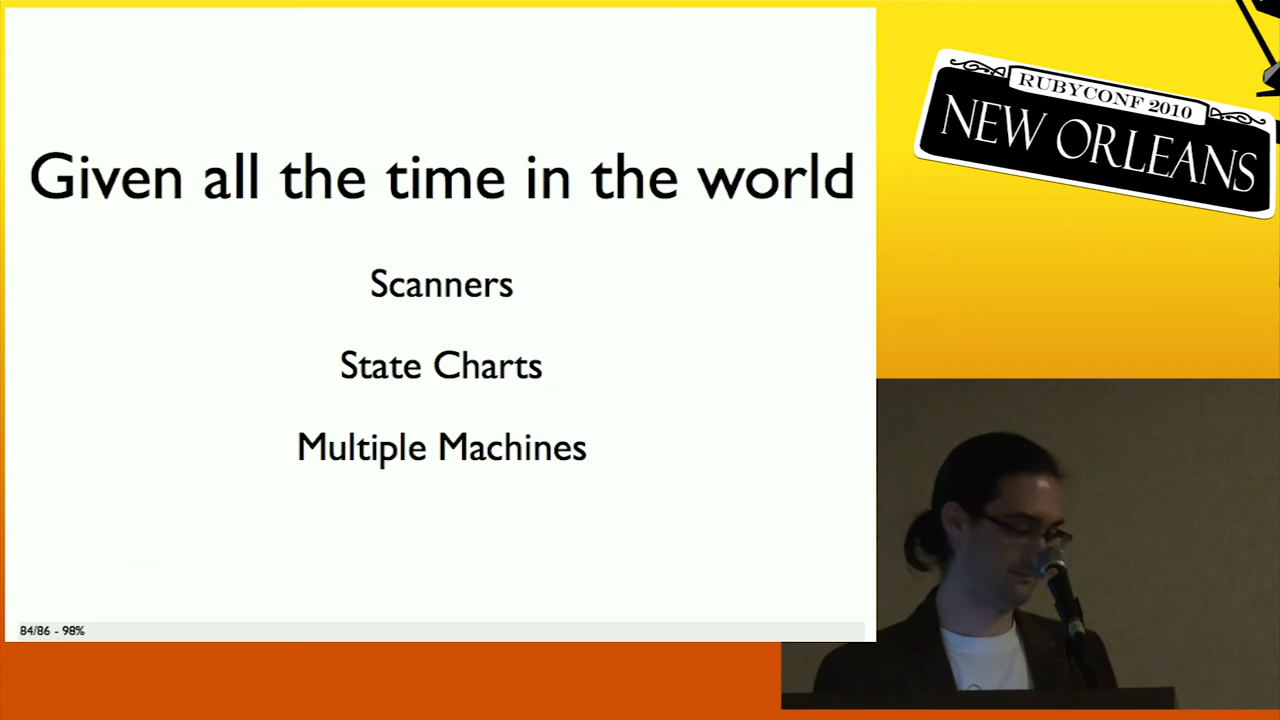 Given all the time in the world
Scanners
State Charts
Multiple Machines
84/86 - 98%
RUBYCONF 2010
NEW ORLEANS